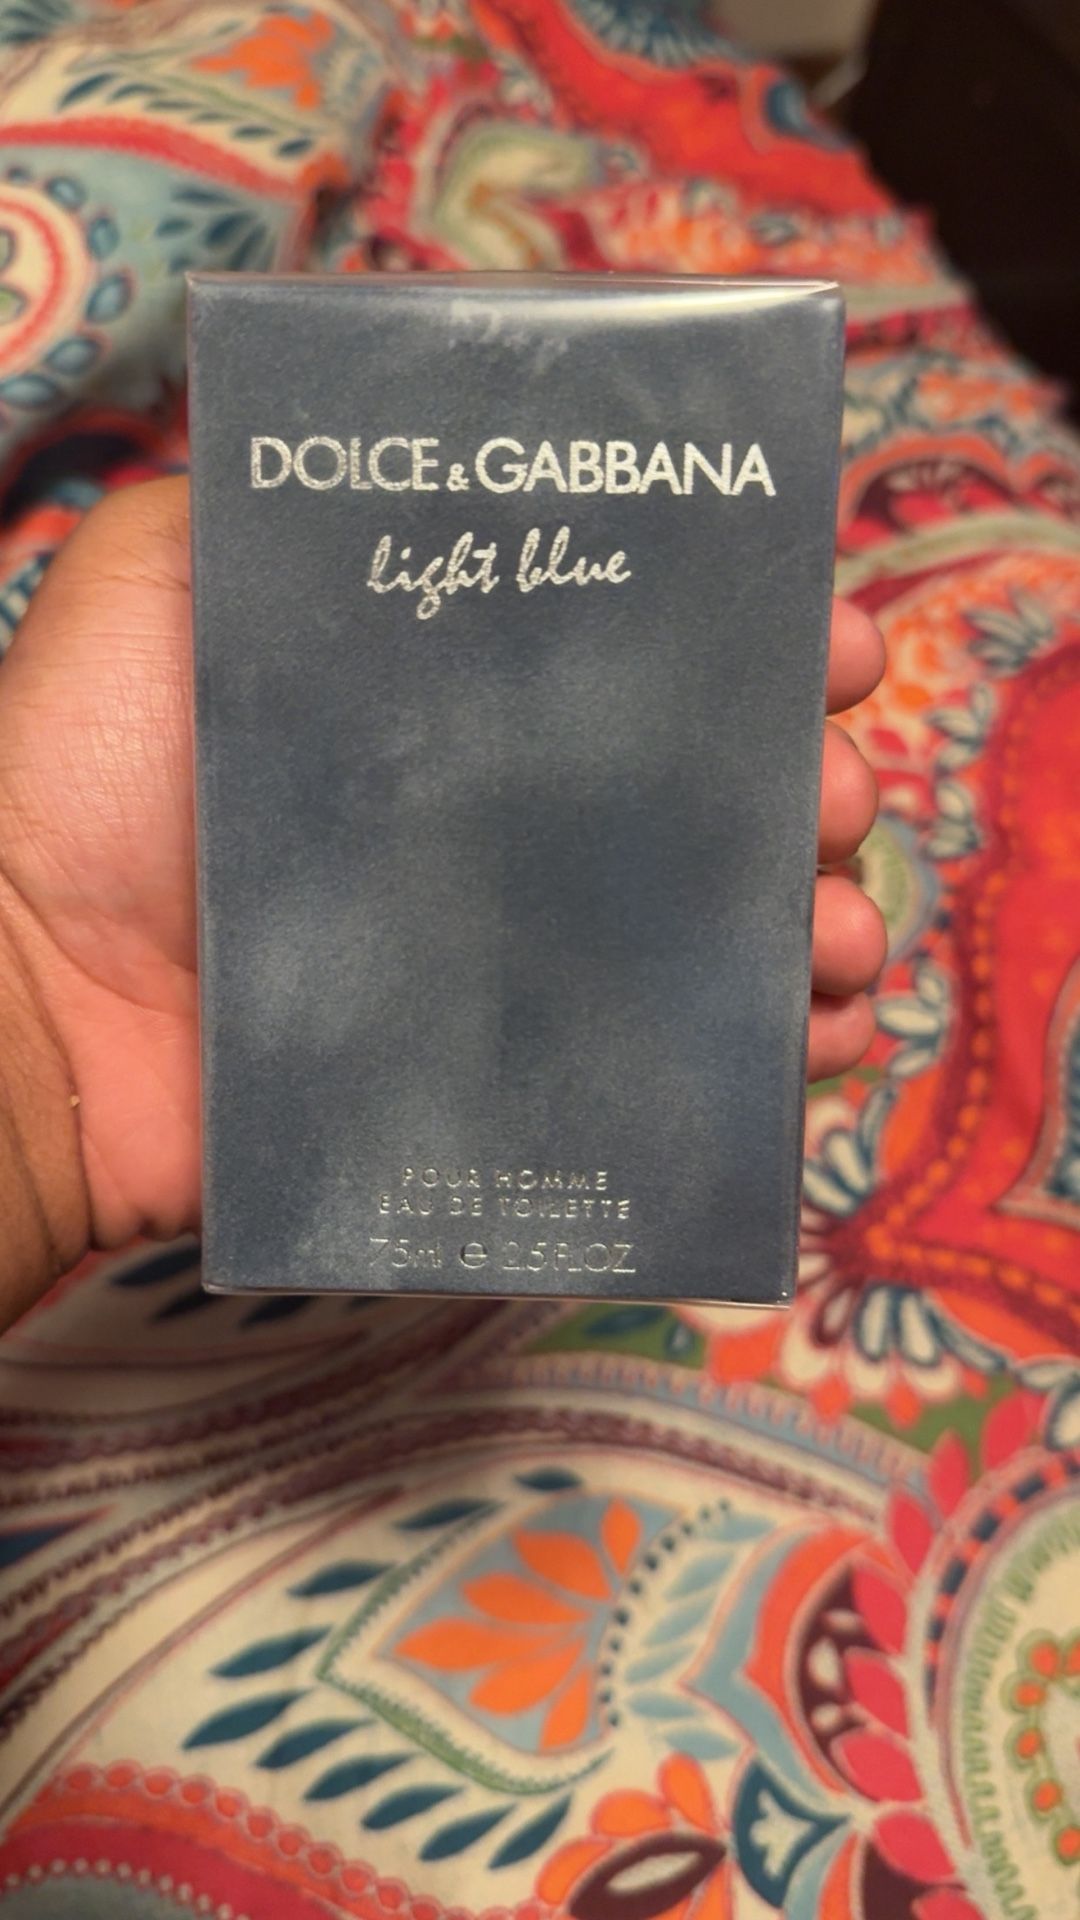 DOLCE&GABBANA
light blue
POUR HOMME
EAU DE TOILETTE
75ml ℮ 2.5FL.OZ